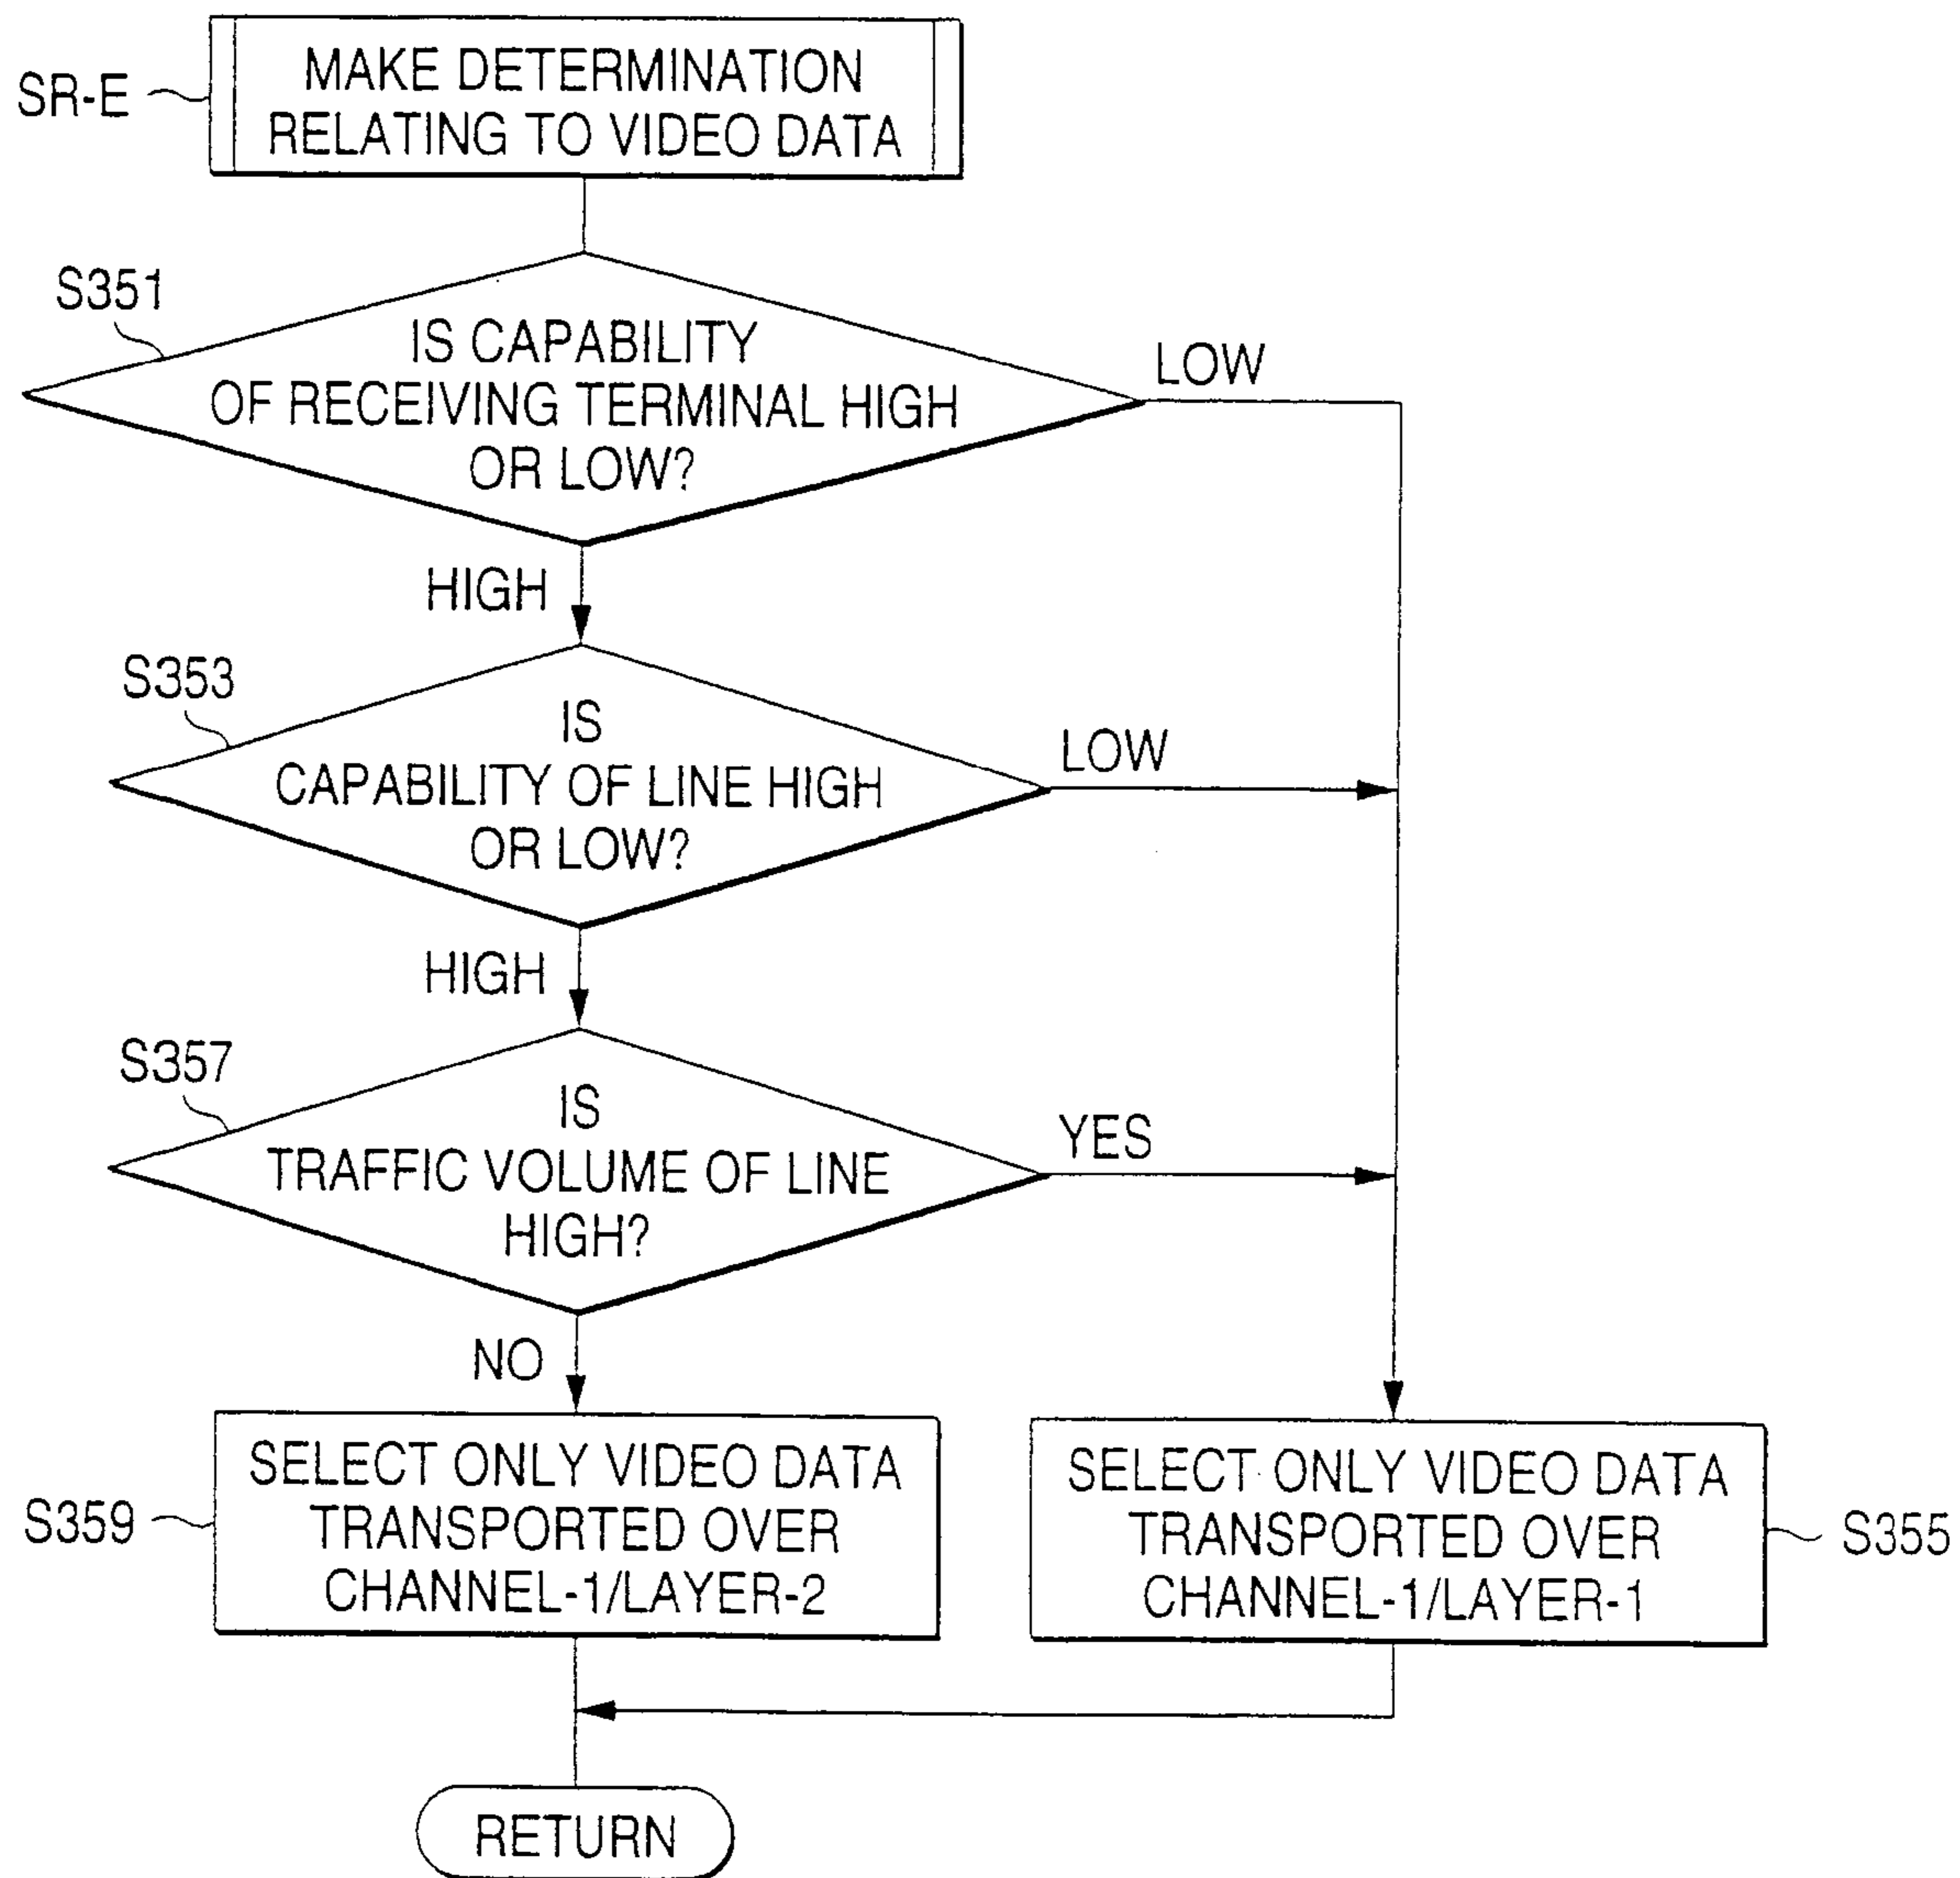 SR-E
MAKE DETERMINATION
RELATING TO VIDEO DATA
S351
IS CAPABILITY
OF RECEIVING TERMINAL HIGH
OR LOW?
LOW
HIGH
S353
IS
CAPABILITY OF LINE HIGH
OR LOW?
LOW
HIGH
S357
IS
TRAFFIC VOLUME OF LINE
HIGH?
YES
NO
S359
SELECT ONLY VIDEO DATA
TRANSPORTED OVER
CHANNEL-1/LAYER-2
SELECT ONLY VIDEO DATA
TRANSPORTED OVER
CHANNEL-1/LAYER-1
S355
RETURN